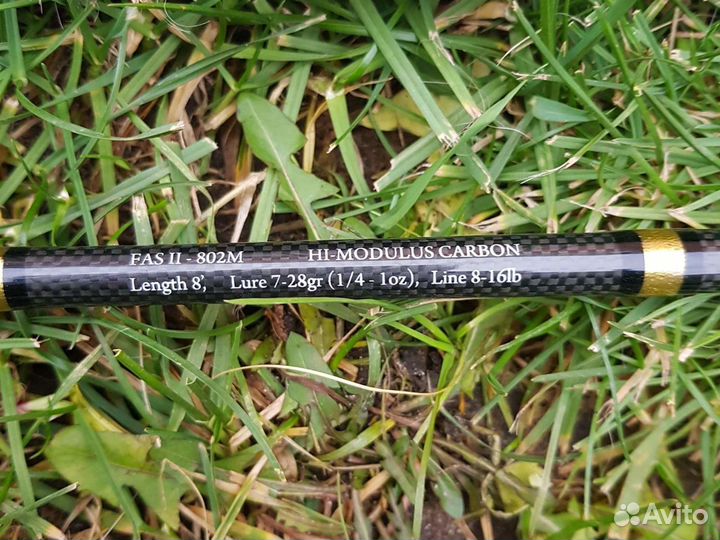 FAS II - 802M HI-MODULUS CARBON
Length 8', Lure 7-28gr (1/4 - 1oz), Line 8-16lb
Avito